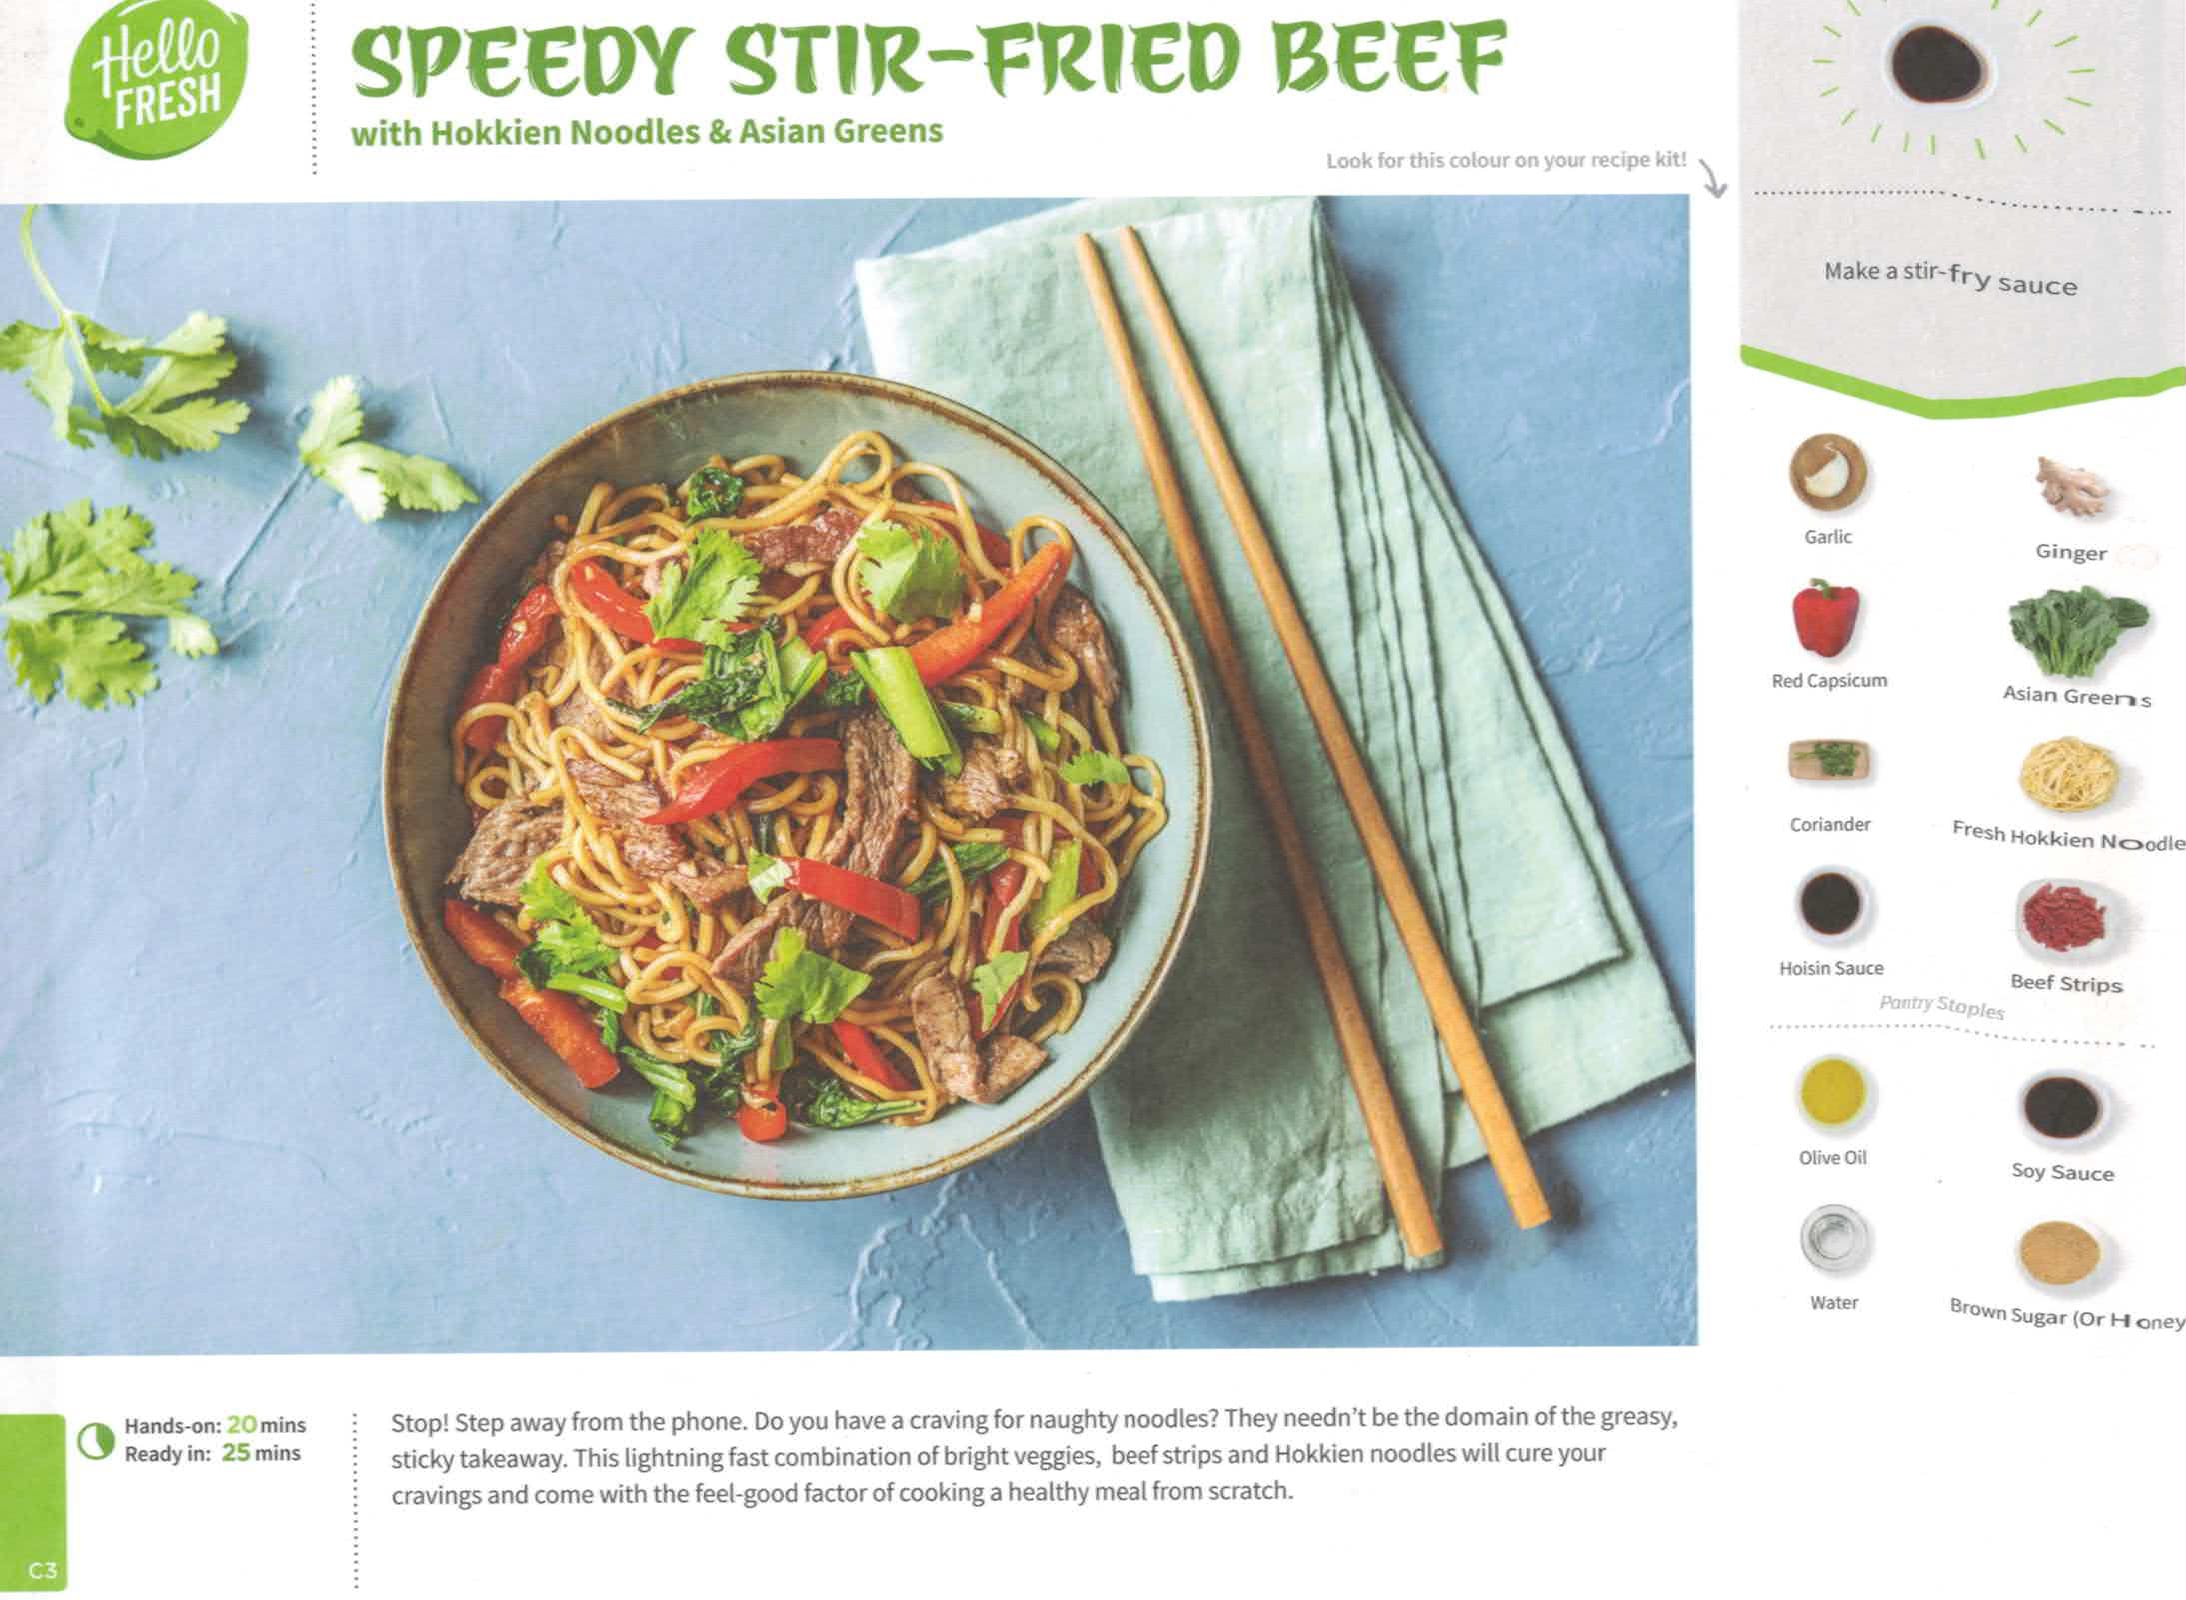 Hello
FRESH
SPEEDY STIR-FRIED BEEF
with Hokkien Noodles & Asian Greens
Look for this colour on your recipe kit!
Make a stir-fry sauce
Garlic
Ginger
Red Capsicum
Asian Greens
Coriander
Fresh Hokkien Noodle
Hoisin Sauce
Beef Strips
Pantry Staples
Olive Oil
Soy Sauce
Water
Brown Sugar (Or Honey
Hands-on: 20 mins
Ready in: 25 mins
Stop! Step away from the phone. Do you have a craving for naughty noodles? They needn't be the domain of the greasy,
sticky takeaway. This lightning fast combination of bright veggies, beef strips and Hokkien noodles will cure your
cravings and come with the feel-good factor of cooking a healthy meal from scratch.
C3